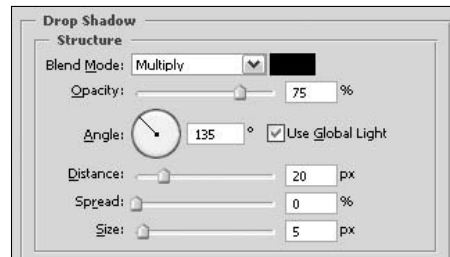 Drop Shadow
Structure
Blend Mode: Multiply
Opacity: 75 %
Angle: 135 ° Use Global Light
Distance: 20 px
Spread: 0 %
Size: 5 px